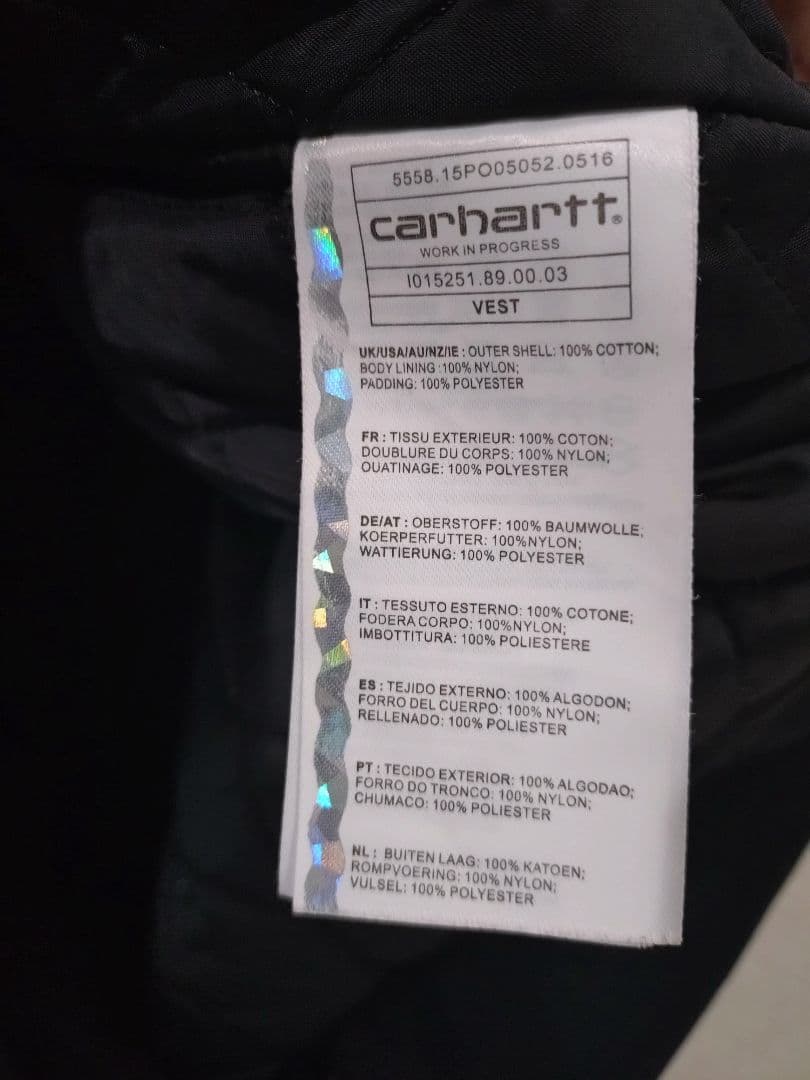 5558.15PO05052.0516
carhartt®
WORK IN PROGRESS
I015251.89.00.03
VEST
UK/USA/AU/NZ/IE : OUTER SHELL: 100% COTTON;
BODY LINING :100% NYLON;
PADDING: 100% POLYESTER
FR : TISSU EXTERIEUR: 100% COTON;
DOUBLURE DU CORPS: 100% NYLON;
OUATINAGE: 100% POLYESTER
DE/AT : OBERSTOFF: 100% BAUMWOLLE;
KOERPERFUTTER: 100%NYLON;
WATTIERUNG: 100% POLYESTER
IT : TESSUTO ESTERNO: 100% COTONE;
FODERA CORPO: 100%NYLON;
IMBOTTITURA: 100% POLIESTERE
ES : TEJIDO EXTERNO: 100% ALGODON;
FORRO DEL CUERPO: 100% NYLON;
RELLENADO: 100% POLIESTER
PT : TECIDO EXTERIOR: 100% ALGODAO;
FORRO DO TRONCO: 100% NYLON;
CHUMACO: 100% POLIESTER
NL : BUITEN LAAG: 100% KATOEN;
ROMPVOERING: 100% NYLON;
VULSEL: 100% POLYESTER